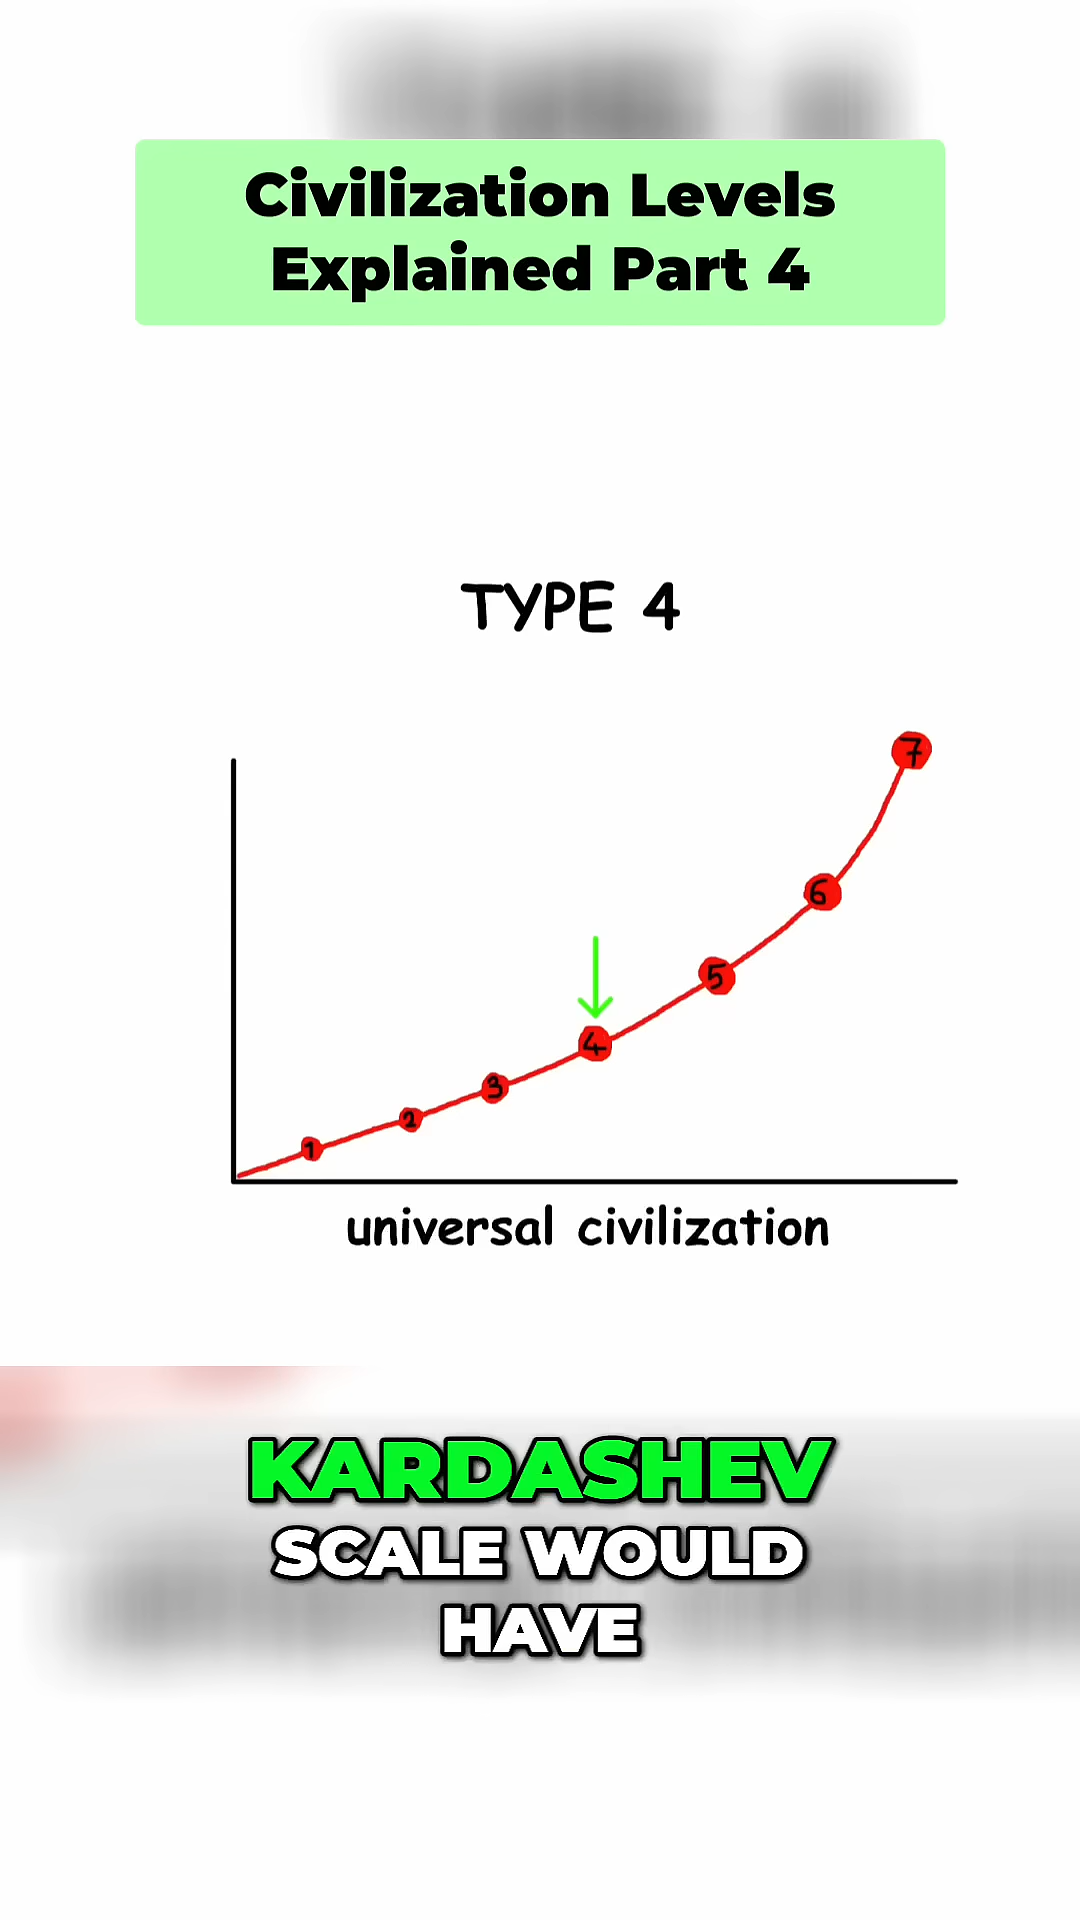 Civilization Levels
Explained Part 4
TYPE 4
7
6
5
4
3
2
1
universal civilization
KARDASHEV
SCALE WOULD
HAVE